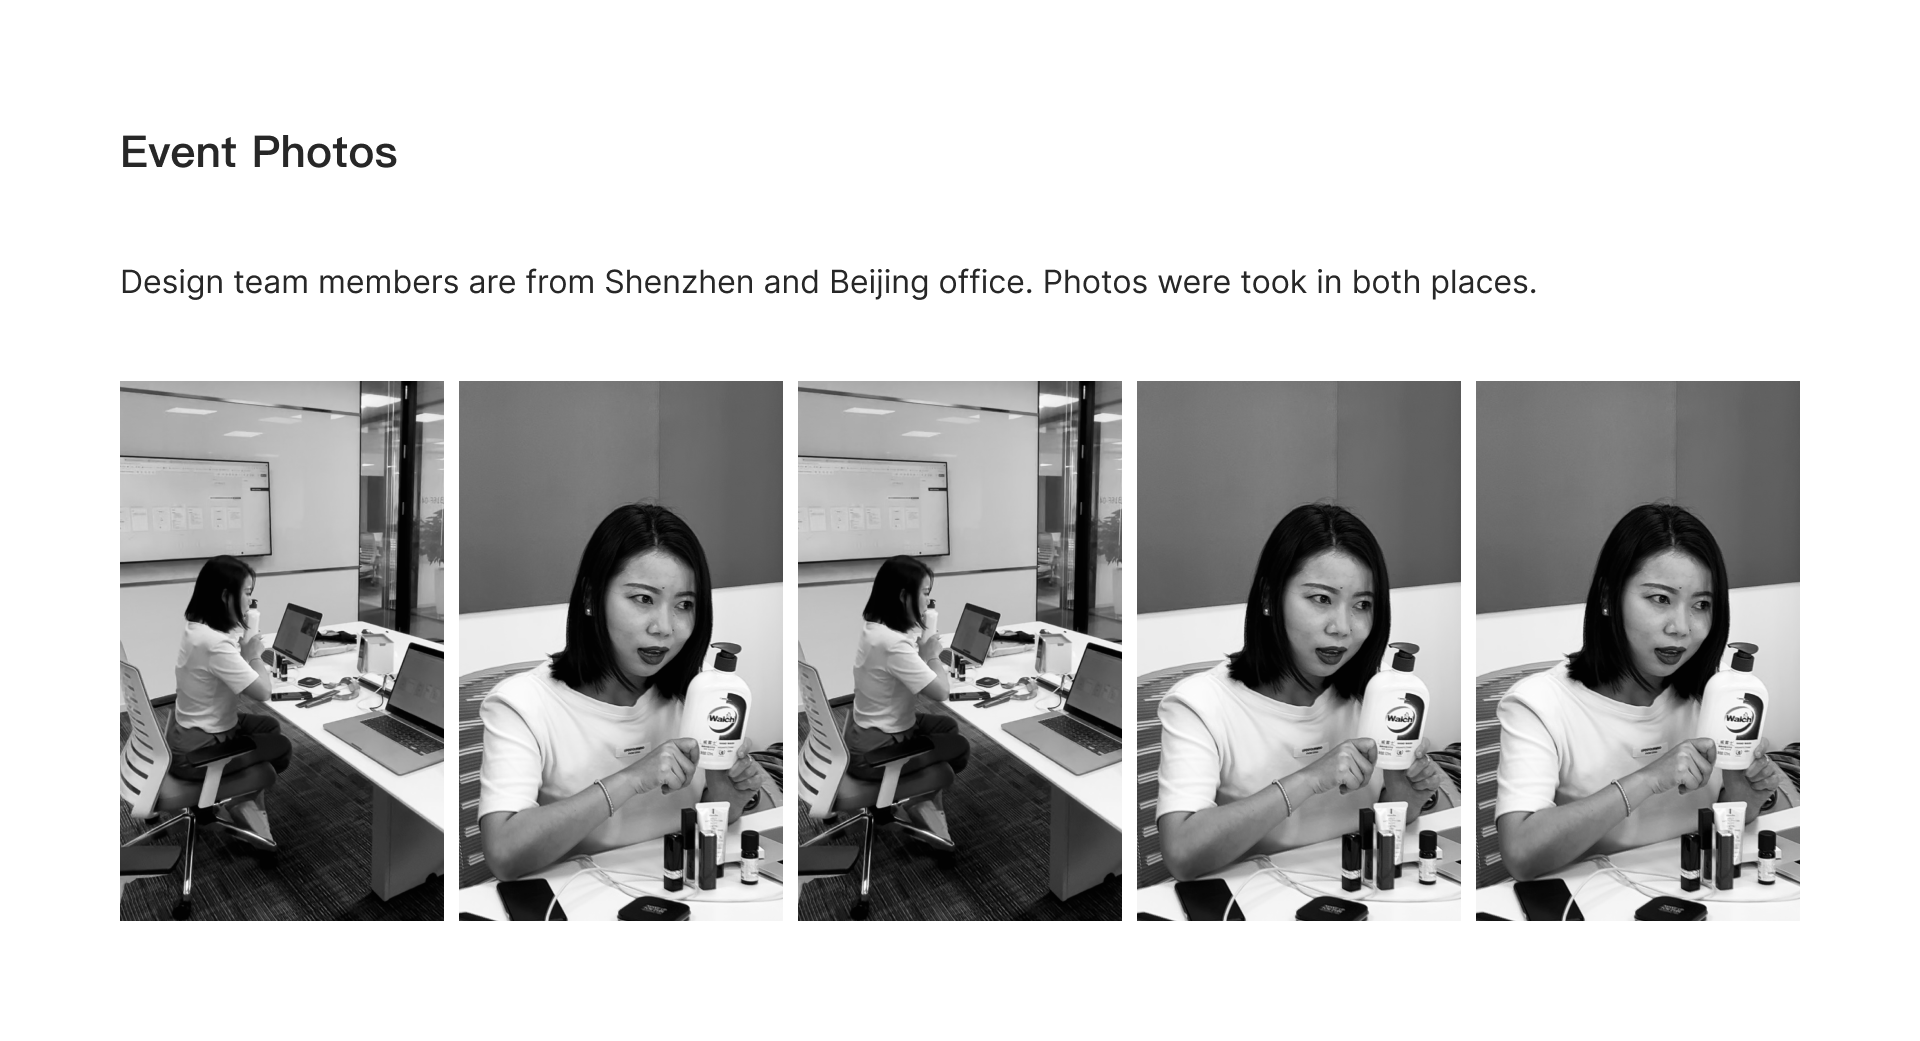 Event Photos
Design team members are from Shenzhen and Beijing office. Photos were took in both places.
Walch
Walch
Walch